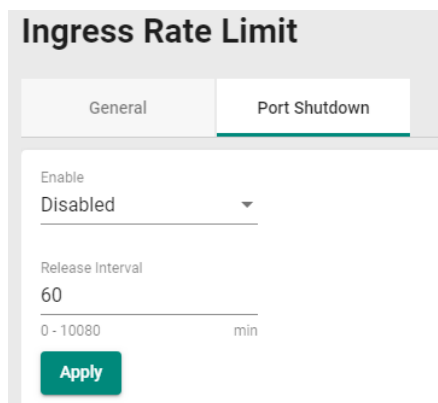 Ingress Rate Limit
General Port Shutdown
Enable
Disabled
Release Interval
60
0 - 10080 min
Apply